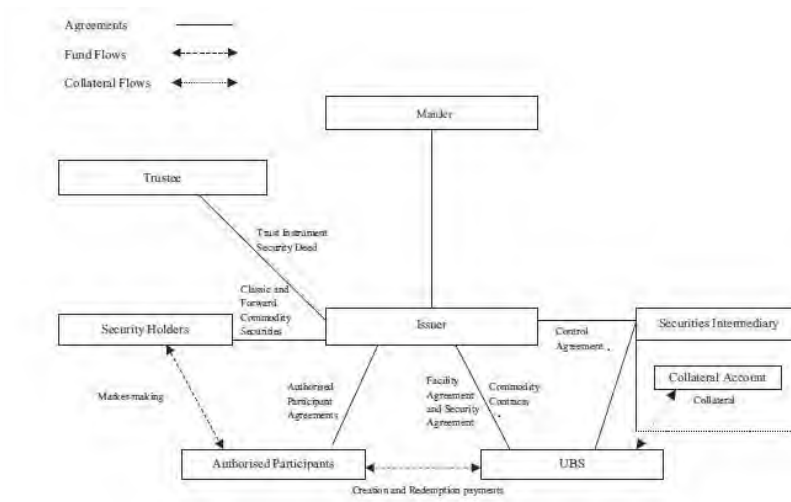 Agreements
Fund Flows
Collateral Flows
Trustee
Trust Instrument
Security Deed
Classic and
Forward
Commodity
Securities
Security Holders
Issuer
Securities Intermediary
Control
Agreement
Collateral Account
Collateral
Market-making
Authorised
Participant
Agreements
Facility
Agreement
and Security
Agreement
Commodity
Contracts
Authorised Participants
UBS
Creation and Redemption payments